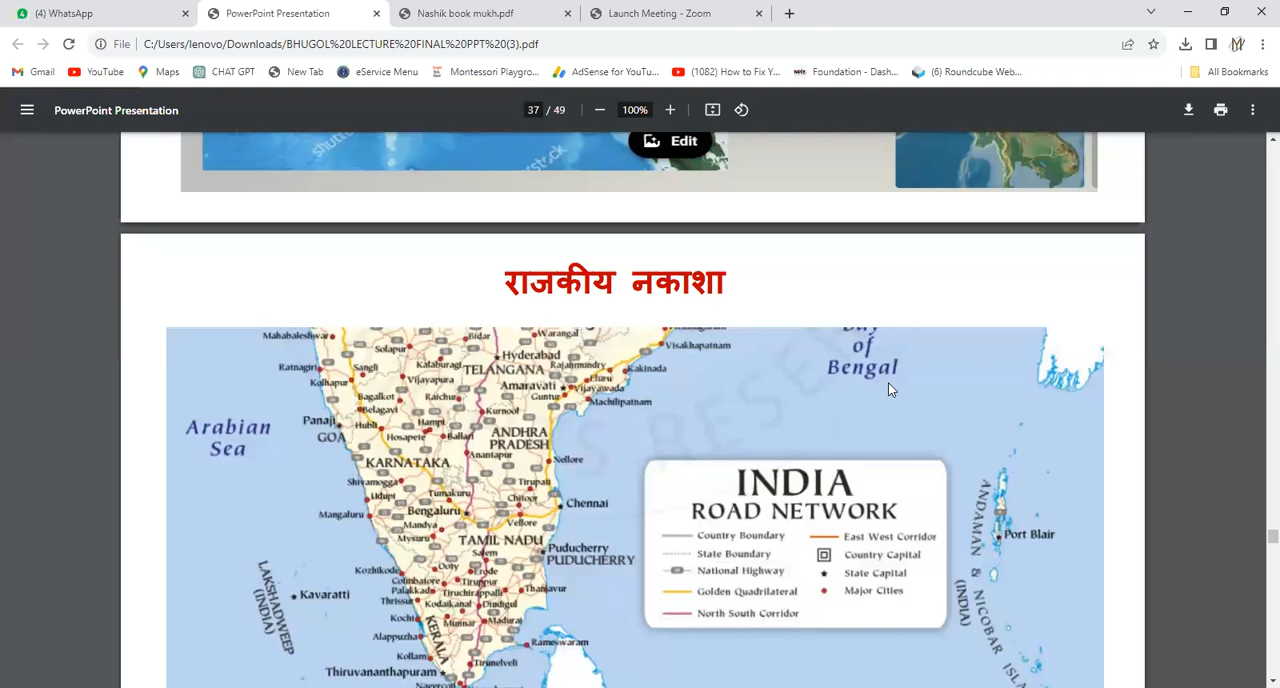 (4) WhatsApp
PowerPoint Presentation
Nashik book mukh.pdf
Launch Meeting - Zoom
File
C:/Users/lenovo/Downloads/BHUGOL%20LECTURE%20FINAL%20PPT%20(3).pdf
Gmail
YouTube
Maps
CHAT GPT
New Tab
eService Menu
Montessori Playgro...
AdSense for YouTu...
(1082) How to Fix Y...
Foundation - Dash...
(6) Roundcube Web...
All Bookmarks
PowerPoint Presentation
37 / 49
100%
Edit
राजकीय नकाशा
Mahabaleshwar
Bidar
Warangal
Solapur
Hyderabad
Visakhapatnam
Ratnagiri
Sangli
Kalaburagi
TELANGANA
Rajahmundry
Kakinada
Kolhapur
Vijayapura
Amaravati
Eluru
Vijayawada
Bagalkot
Raichur
Guntur
Machilipatnam
Belagavi
Kurnool
Panaji
GOA
Hubli
Hampi
Hosapete
Ballari
ANDHRA
PRADESH
Anantapur
Nellore
KARNATAKA
Shivamogga
Tirupati
Udupi
Tumakuru
Chittoor
Chennai
Mangaluru
Bengaluru
Vellore
Mandya
Mysuru
TAMIL NADU
Salem
Puducherry
PUDUCHERRY
Kozhikode
Ooty
Erode
Coimbatore
Tiruppur
Palakkad
Tiruchirappalli
Thanjavur
Thrissur
Kodaikanal
Dindigul
Kochi
Munnar
Madurai
Alappuzha
KERALA
Rameswaram
Kollam
Tirunelveli
Thiruvananthapuram
Nagercoil
Arabian
Sea
LAKSHADWEEP
(INDIA)
Kavaratti
Bay
of
Bengal
INDIA
ROAD NETWORK
Country Boundary
State Boundary
National Highway
Golden Quadrilateral
North South Corridor
East West Corridor
Country Capital
State Capital
Major Cities
ANDAMAN & NICOBAR ISLA
(INDIA)
Port Blair